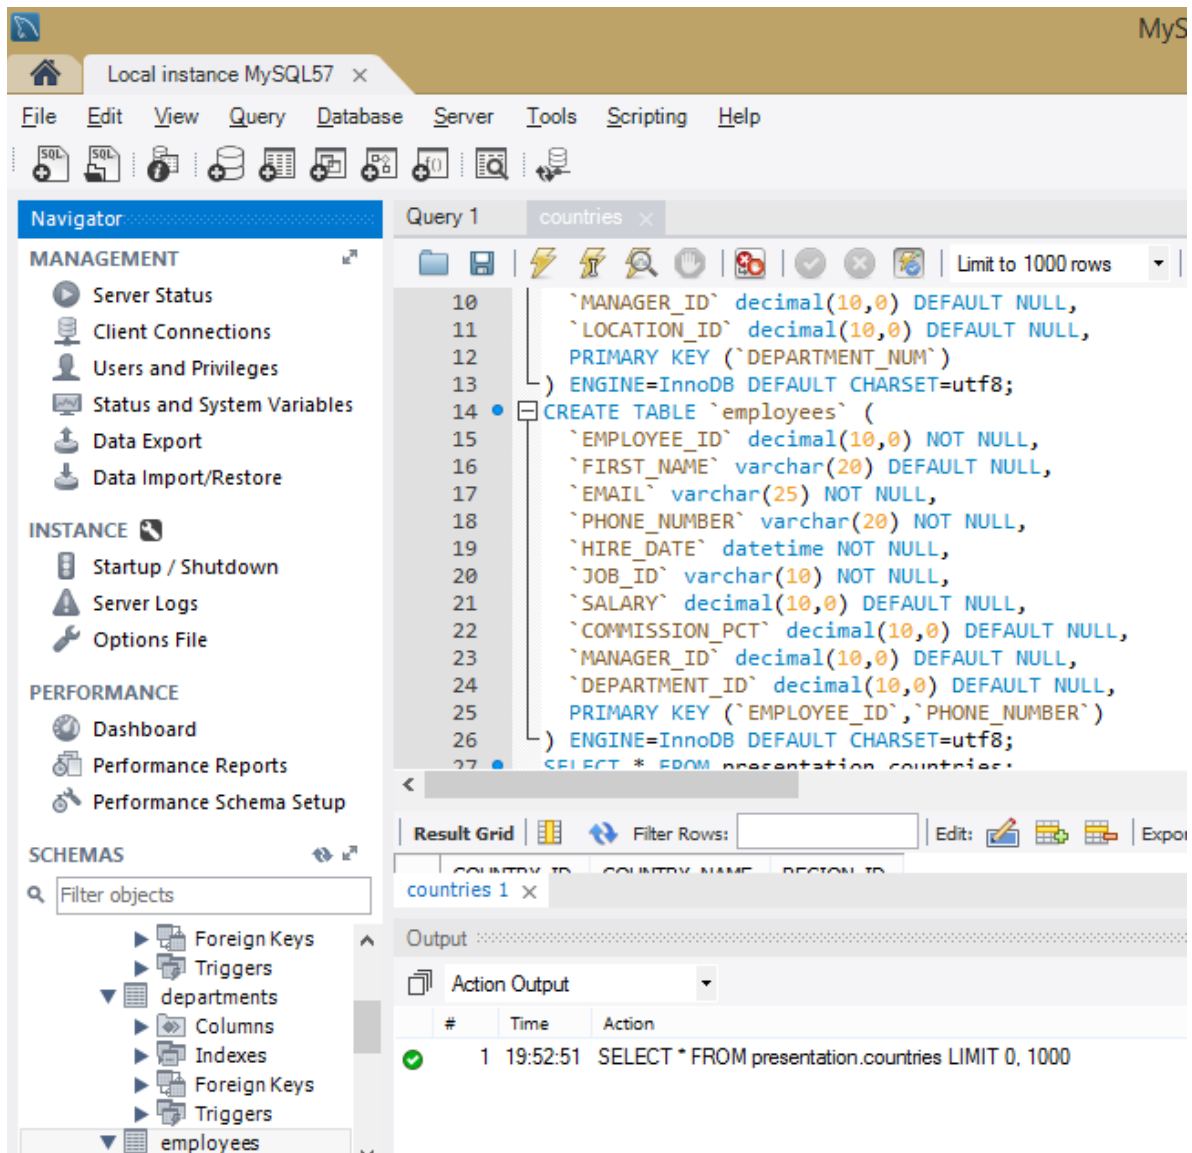 MyS
Local instance MySQL57
File Edit View Query Database Server Tools Scripting Help
Navigator
MANAGEMENT
Server Status
Client Connections
Users and Privileges
Status and System Variables
Data Export
Data Import/Restore
INSTANCE
Startup / Shutdown
Server Logs
Options File
PERFORMANCE
Dashboard
Performance Reports
Performance Schema Setup
SCHEMAS
Filter objects
Foreign Keys
Triggers
departments
Columns
Indexes
Foreign Keys
Triggers
employees
Query 1 countries
Limit to 1000 rows
10 `MANAGER_ID` decimal(10,0) DEFAULT NULL,
11 `LOCATION_ID` decimal(10,0) DEFAULT NULL,
12 PRIMARY KEY (`DEPARTMENT_NUM`)
13 ) ENGINE=InnoDB DEFAULT CHARSET=utf8;
14 CREATE TABLE `employees` (
15 `EMPLOYEE_ID` decimal(10,0) NOT NULL,
16 `FIRST_NAME` varchar(20) DEFAULT NULL,
17 `EMAIL` varchar(25) NOT NULL,
18 `PHONE_NUMBER` varchar(20) NOT NULL,
19 `HIRE_DATE` datetime NOT NULL,
20 `JOB_ID` varchar(10) NOT NULL,
21 `SALARY` decimal(10,0) DEFAULT NULL,
22 `COMMISSION_PCT` decimal(10,0) DEFAULT NULL,
23 `MANAGER_ID` decimal(10,0) DEFAULT NULL,
24 `DEPARTMENT_ID` decimal(10,0) DEFAULT NULL,
25 PRIMARY KEY (`EMPLOYEE_ID`,`PHONE_NUMBER`)
26 ) ENGINE=InnoDB DEFAULT CHARSET=utf8;
27 SELECT * FROM presentation.countries;
Result Grid Filter Rows: Edit: Expor
COUNTRY_ID COUNTRY_NAME REGION_ID
countries 1
Output
Action Output
# Time Action
1 19:52:51 SELECT * FROM presentation.countries LIMIT 0, 1000